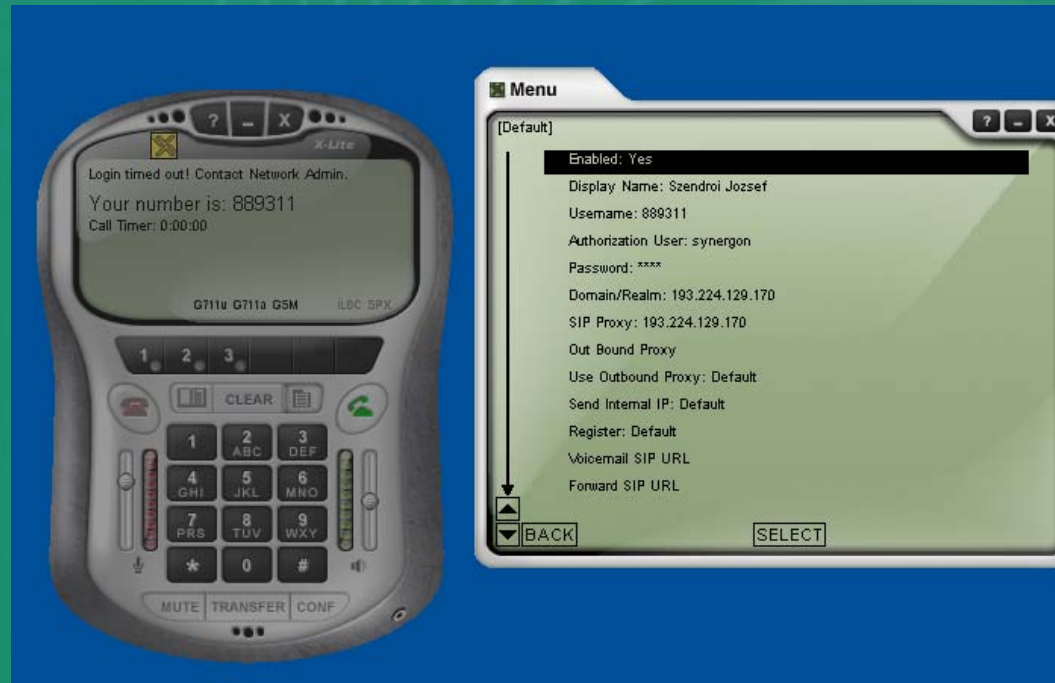 ? - X
X-Lite
Login timed out! Contact Network Admin.
Your number is: 889311
Call Timer: 0:00:00
G711u G711a GSM iLBC SPX
1 2 3
CLEAR
1 2 3
ABC DEF
4 5 6
GHI JKL MNO
7 8 9
PRS TUV WXY
* 0 #
MUTE TRANSFER CONF
Menu
? - X
[Default]
Enabled: Yes
Display Name: Szendroi Jozsef
Username: 889311
Authorization User: synergon
Password: ****
Domain/Realm: 193.224.129.170
SIP Proxy: 193.224.129.170
Out Bound Proxy
Use Outbound Proxy: Default
Send Internal IP: Default
Register: Default
Voicemail SIP URL
Forward SIP URL
BACK SELECT